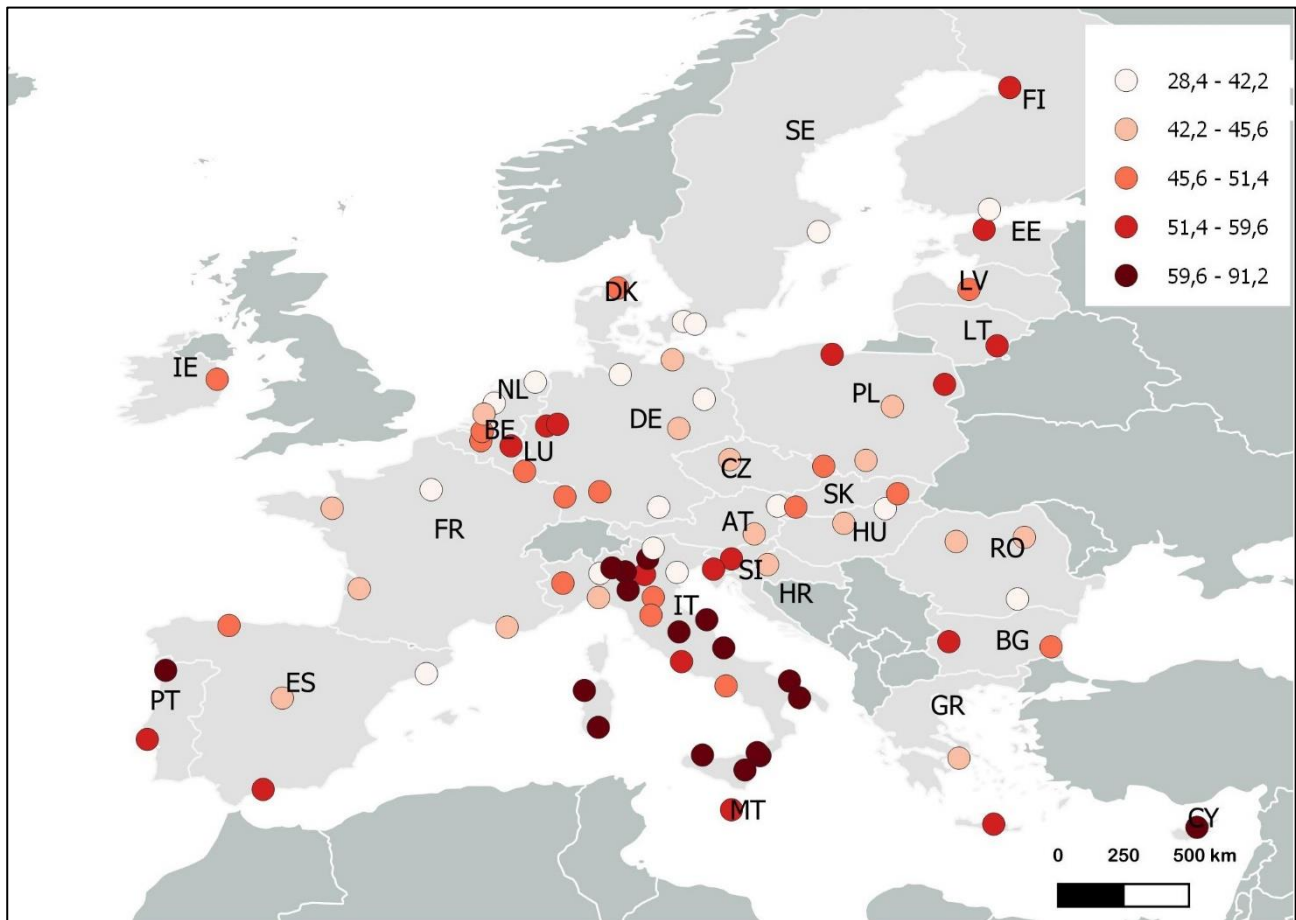 28,4 - 42,2
42,2 - 45,6
45,6 - 51,4
51,4 - 59,6
59,6 - 91,2
FI
SE
EE
LV
DK
LT
IE
NL
PL
BE
DE
LU
CZ
SK
FR
AT
HU
RO
SI
HR
IT
BG
ES
PT
GR
MT
CY
0 250 500 km